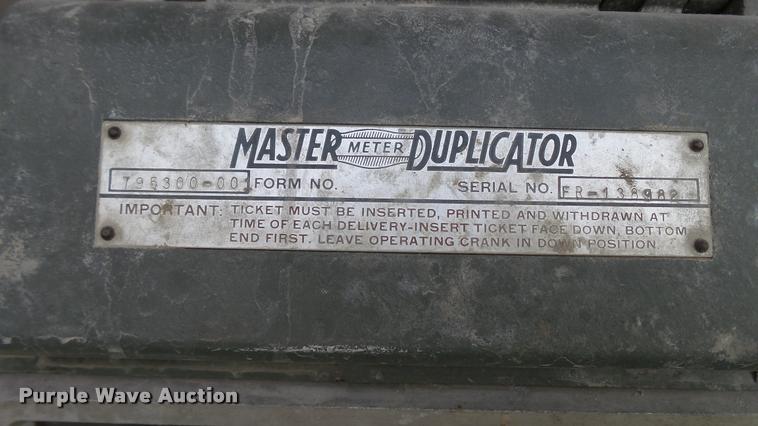 MASTER METER DUPLICATOR
795300-001 FORM NO. SERIAL NO. FR-138982
IMPORTANT: TICKET MUST BE INSERTED, PRINTED AND WITHDRAWN AT
TIME OF EACH DELIVERY-INSERT TICKET FACE DOWN, BOTTOM
END FIRST. LEAVE OPERATING CRANK IN DOWN POSITION.
Purple Wave Auction